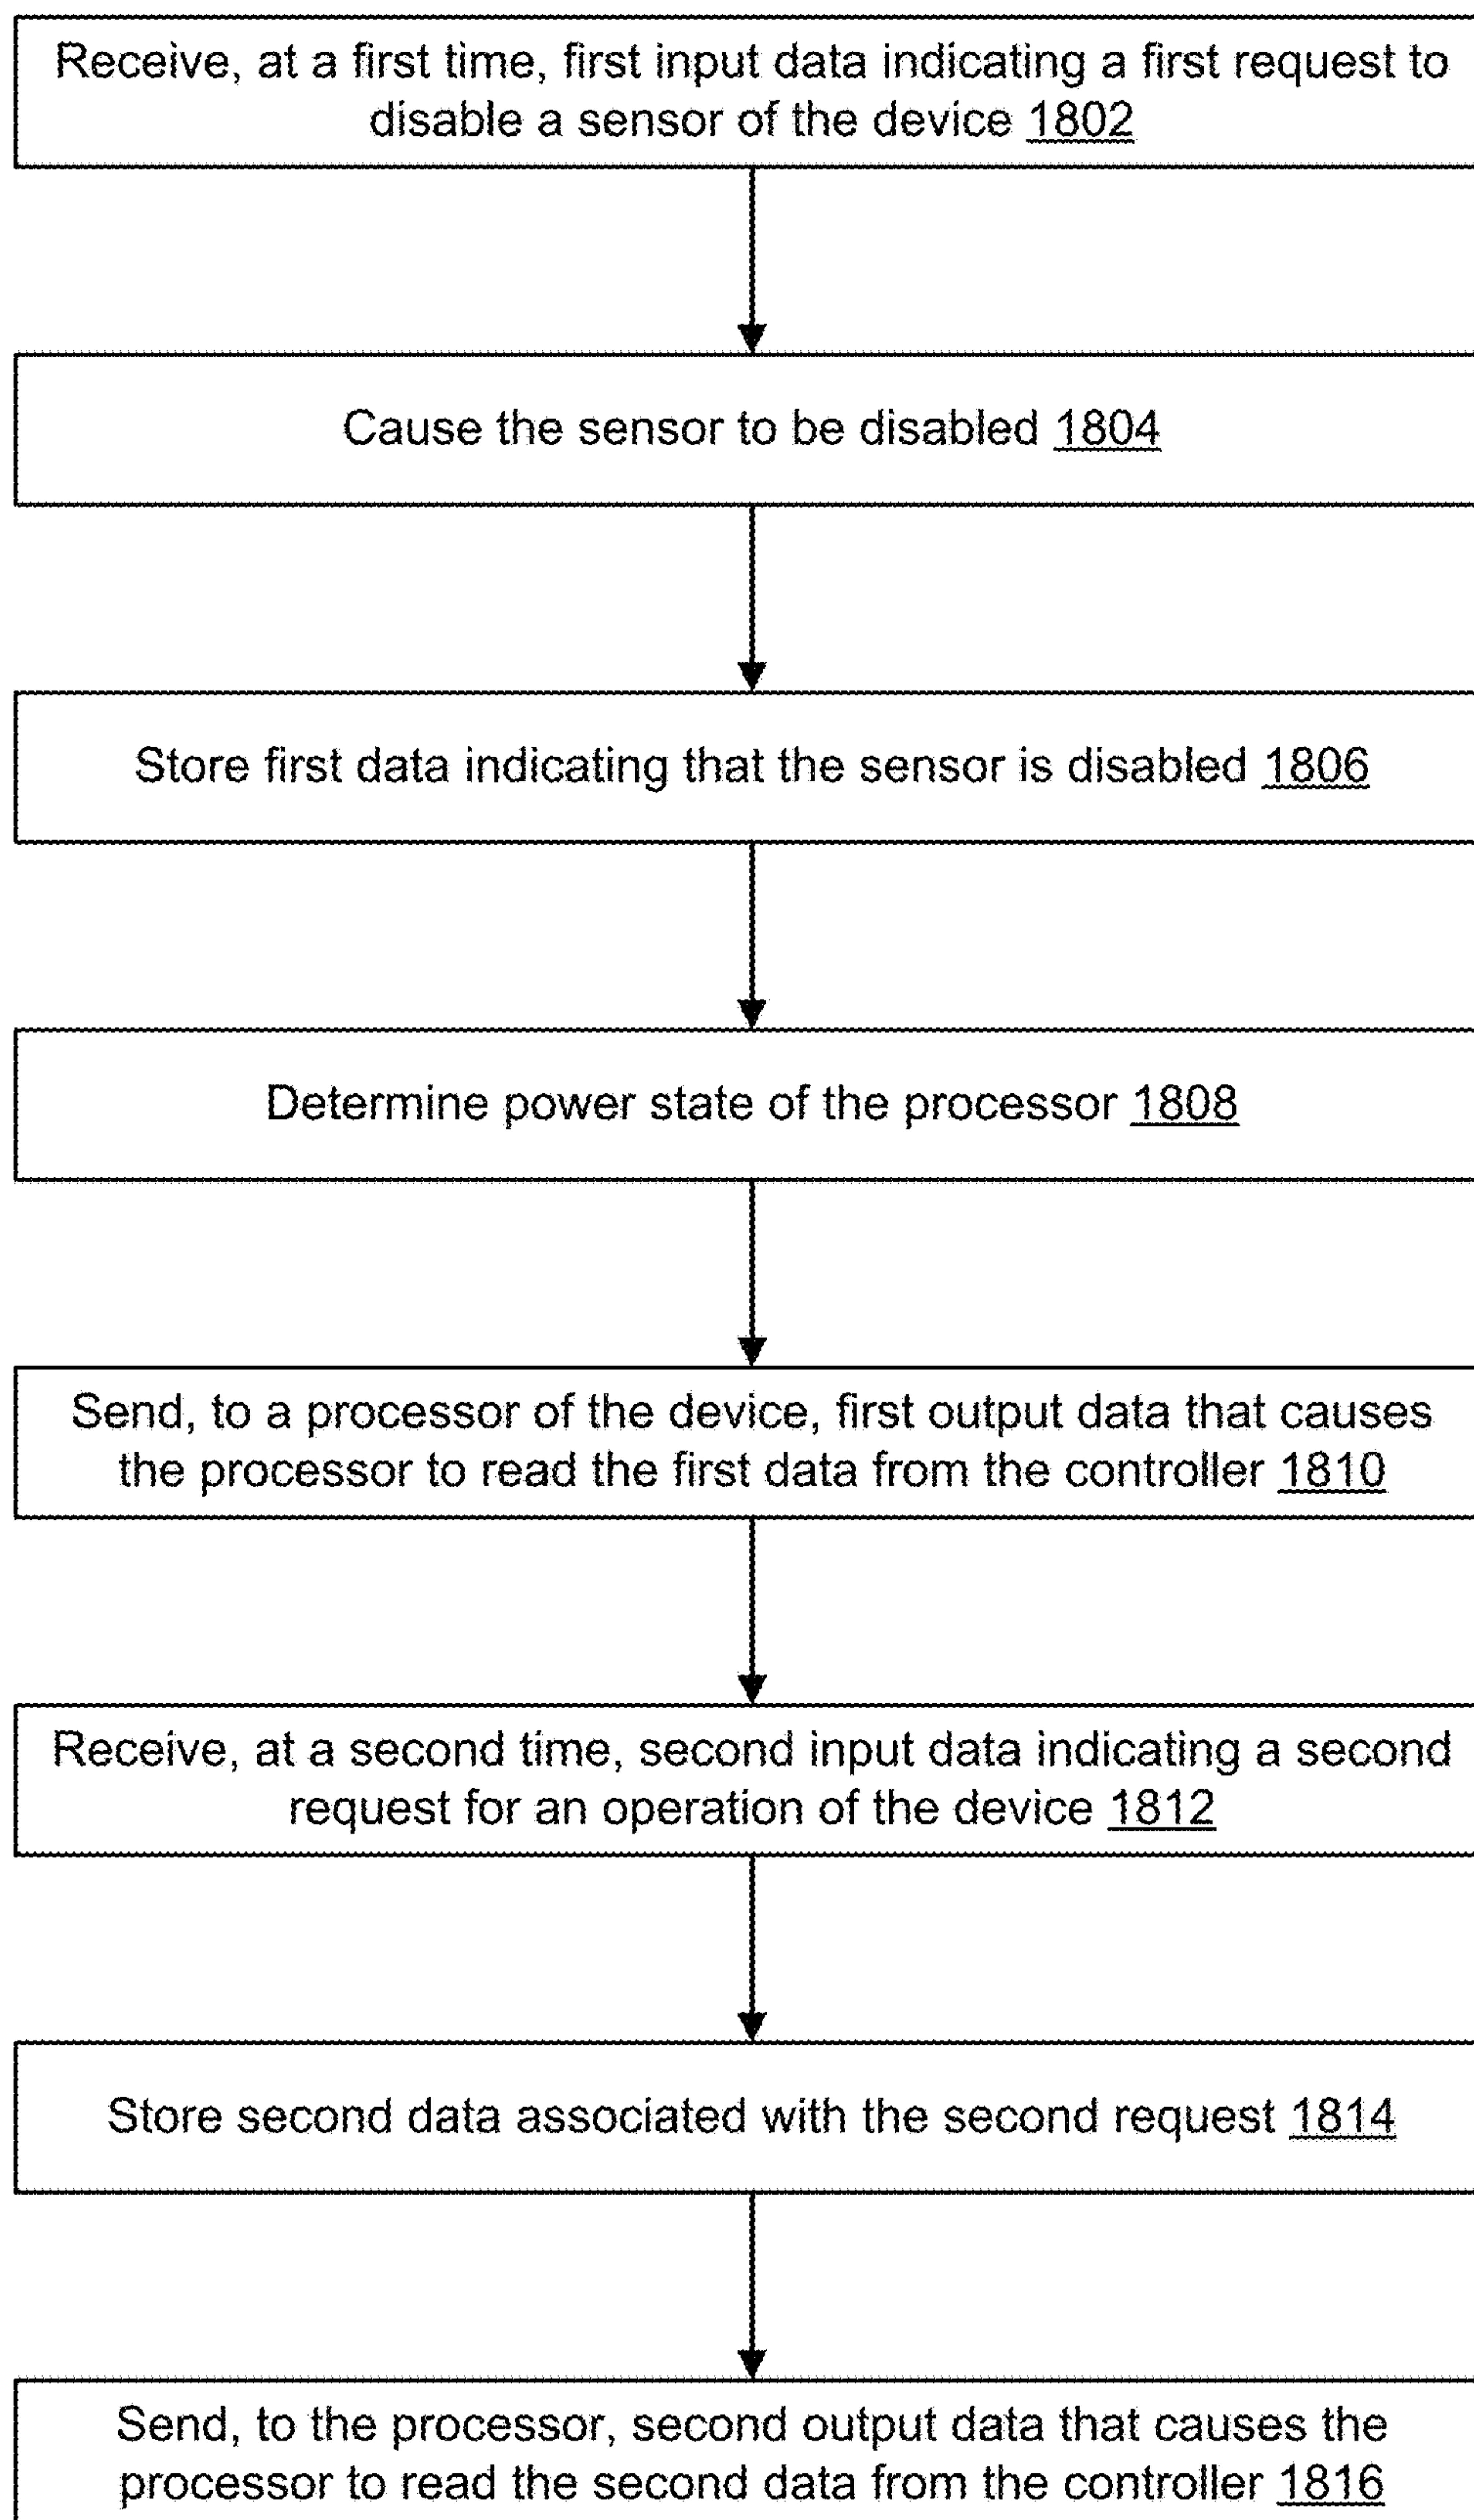 Receive, at a first time, first input data indicating a first request to
disable a sensor of the device 1802
Cause the sensor to be disabled 1804
Store first data indicating that the sensor is disabled 1806
Determine power state of the processor 1808
Send, to a processor of the device, first output data that causes
the processor to read the first data from the controller 1810
Receive, at a second time, second input data indicating a second
request for an operation of the device 1812
Store second data associated with the second request 1814
Send, to the processor, second output data that causes the
processor to read the second data from the controller 1816